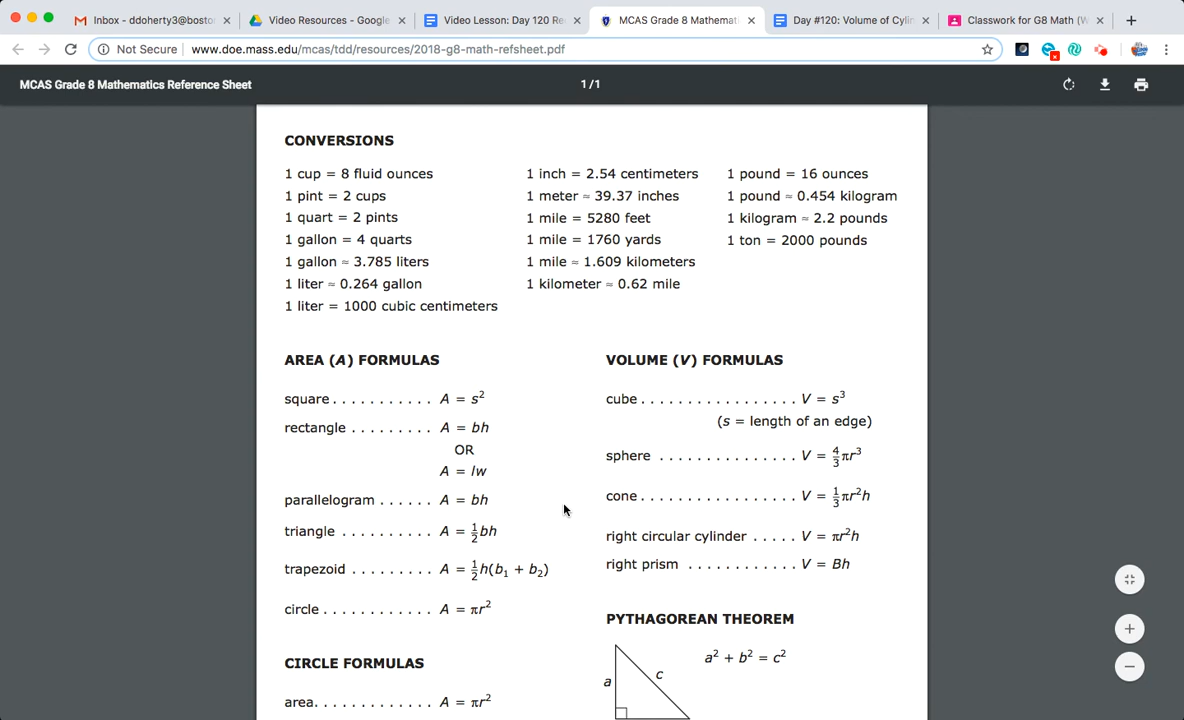 Inbox - ddoherty3@bosto
Video Resources - Google
Video Lesson: Day 120 Re
MCAS Grade 8 Mathemati
Day #120: Volume of Cylin
Classwork for G8 Math (W
Not Secure www.doe.mass.edu/mcas/tdd/resources/2018-g8-math-refsheet.pdf
MCAS Grade 8 Mathematics Reference Sheet
1 / 1
CONVERSIONS
1 cup = 8 fluid ounces
1 pint = 2 cups
1 quart = 2 pints
1 gallon = 4 quarts
1 gallon ≈ 3.785 liters
1 liter ≈ 0.264 gallon
1 liter = 1000 cubic centimeters
1 inch = 2.54 centimeters
1 meter ≈ 39.37 inches
1 mile = 5280 feet
1 mile = 1760 yards
1 mile ≈ 1.609 kilometers
1 kilometer ≈ 0.62 mile
1 pound = 16 ounces
1 pound ≈ 0.454 kilogram
1 kilogram ≈ 2.2 pounds
1 ton = 2000 pounds
AREA (A) FORMULAS
square . . . . . . . . . . . A = s²
rectangle . . . . . . . . . A = bh
OR
A = lw
parallelogram . . . . . . A = bh
triangle . . . . . . . . . . A = ½bh
trapezoid . . . . . . . . . A = ½h(b₁ + b₂)
circle . . . . . . . . . . . . A = πr²
CIRCLE FORMULAS
area. . . . . . . . . . . . . A = πr²
VOLUME (V) FORMULAS
cube . . . . . . . . . . . . . . . . . V = s³
(s = length of an edge)
sphere . . . . . . . . . . . . . . . V = 4/3πr³
cone . . . . . . . . . . . . . . . . . V = 1/3πr²h
right circular cylinder . . . . . V = πr²h
right prism . . . . . . . . . . . . V = Bh
PYTHAGOREAN THEOREM
a² + b² = c²
a
c